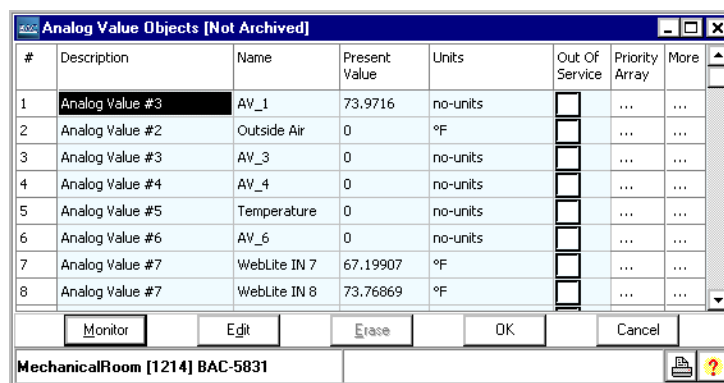 Analog Value Objects [Not Archived]
# Description Name Present Value Units Out Of Service Priority Array More
1 Analog Value #3 AV_1 73.9716 no-units ... ...
2 Analog Value #2 Outside Air 0 °F ... ...
3 Analog Value #3 AV_3 0 no-units ... ...
4 Analog Value #4 AV_4 0 no-units ... ...
5 Analog Value #5 Temperature 0 no-units ... ...
6 Analog Value #6 AV_6 0 no-units ... ...
7 Analog Value #7 WebLite IN 7 67.19907 °F ... ...
8 Analog Value #7 WebLite IN 8 73.76869 °F ... ...
Monitor Edit Erase OK Cancel
MechanicalRoom [1214] BAC-5831 ?